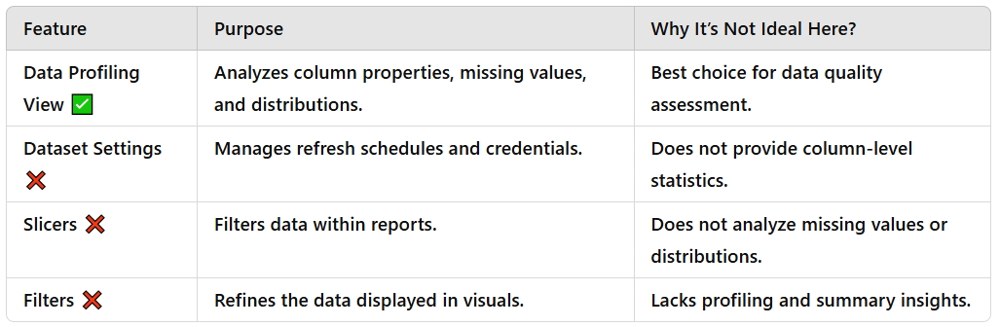 Feature Purpose Why It’s Not Ideal Here?
Data Profiling Analyzes column properties, missing values, Best choice for data quality
View ✅ and distributions. assessment.
Dataset Settings Manages refresh schedules and credentials. Does not provide column-level
❌ statistics.
Slicers ❌ Filters data within reports. Does not analyze missing values or
distributions.
Filters ❌ Refines the data displayed in visuals. Lacks profiling and summary insights.